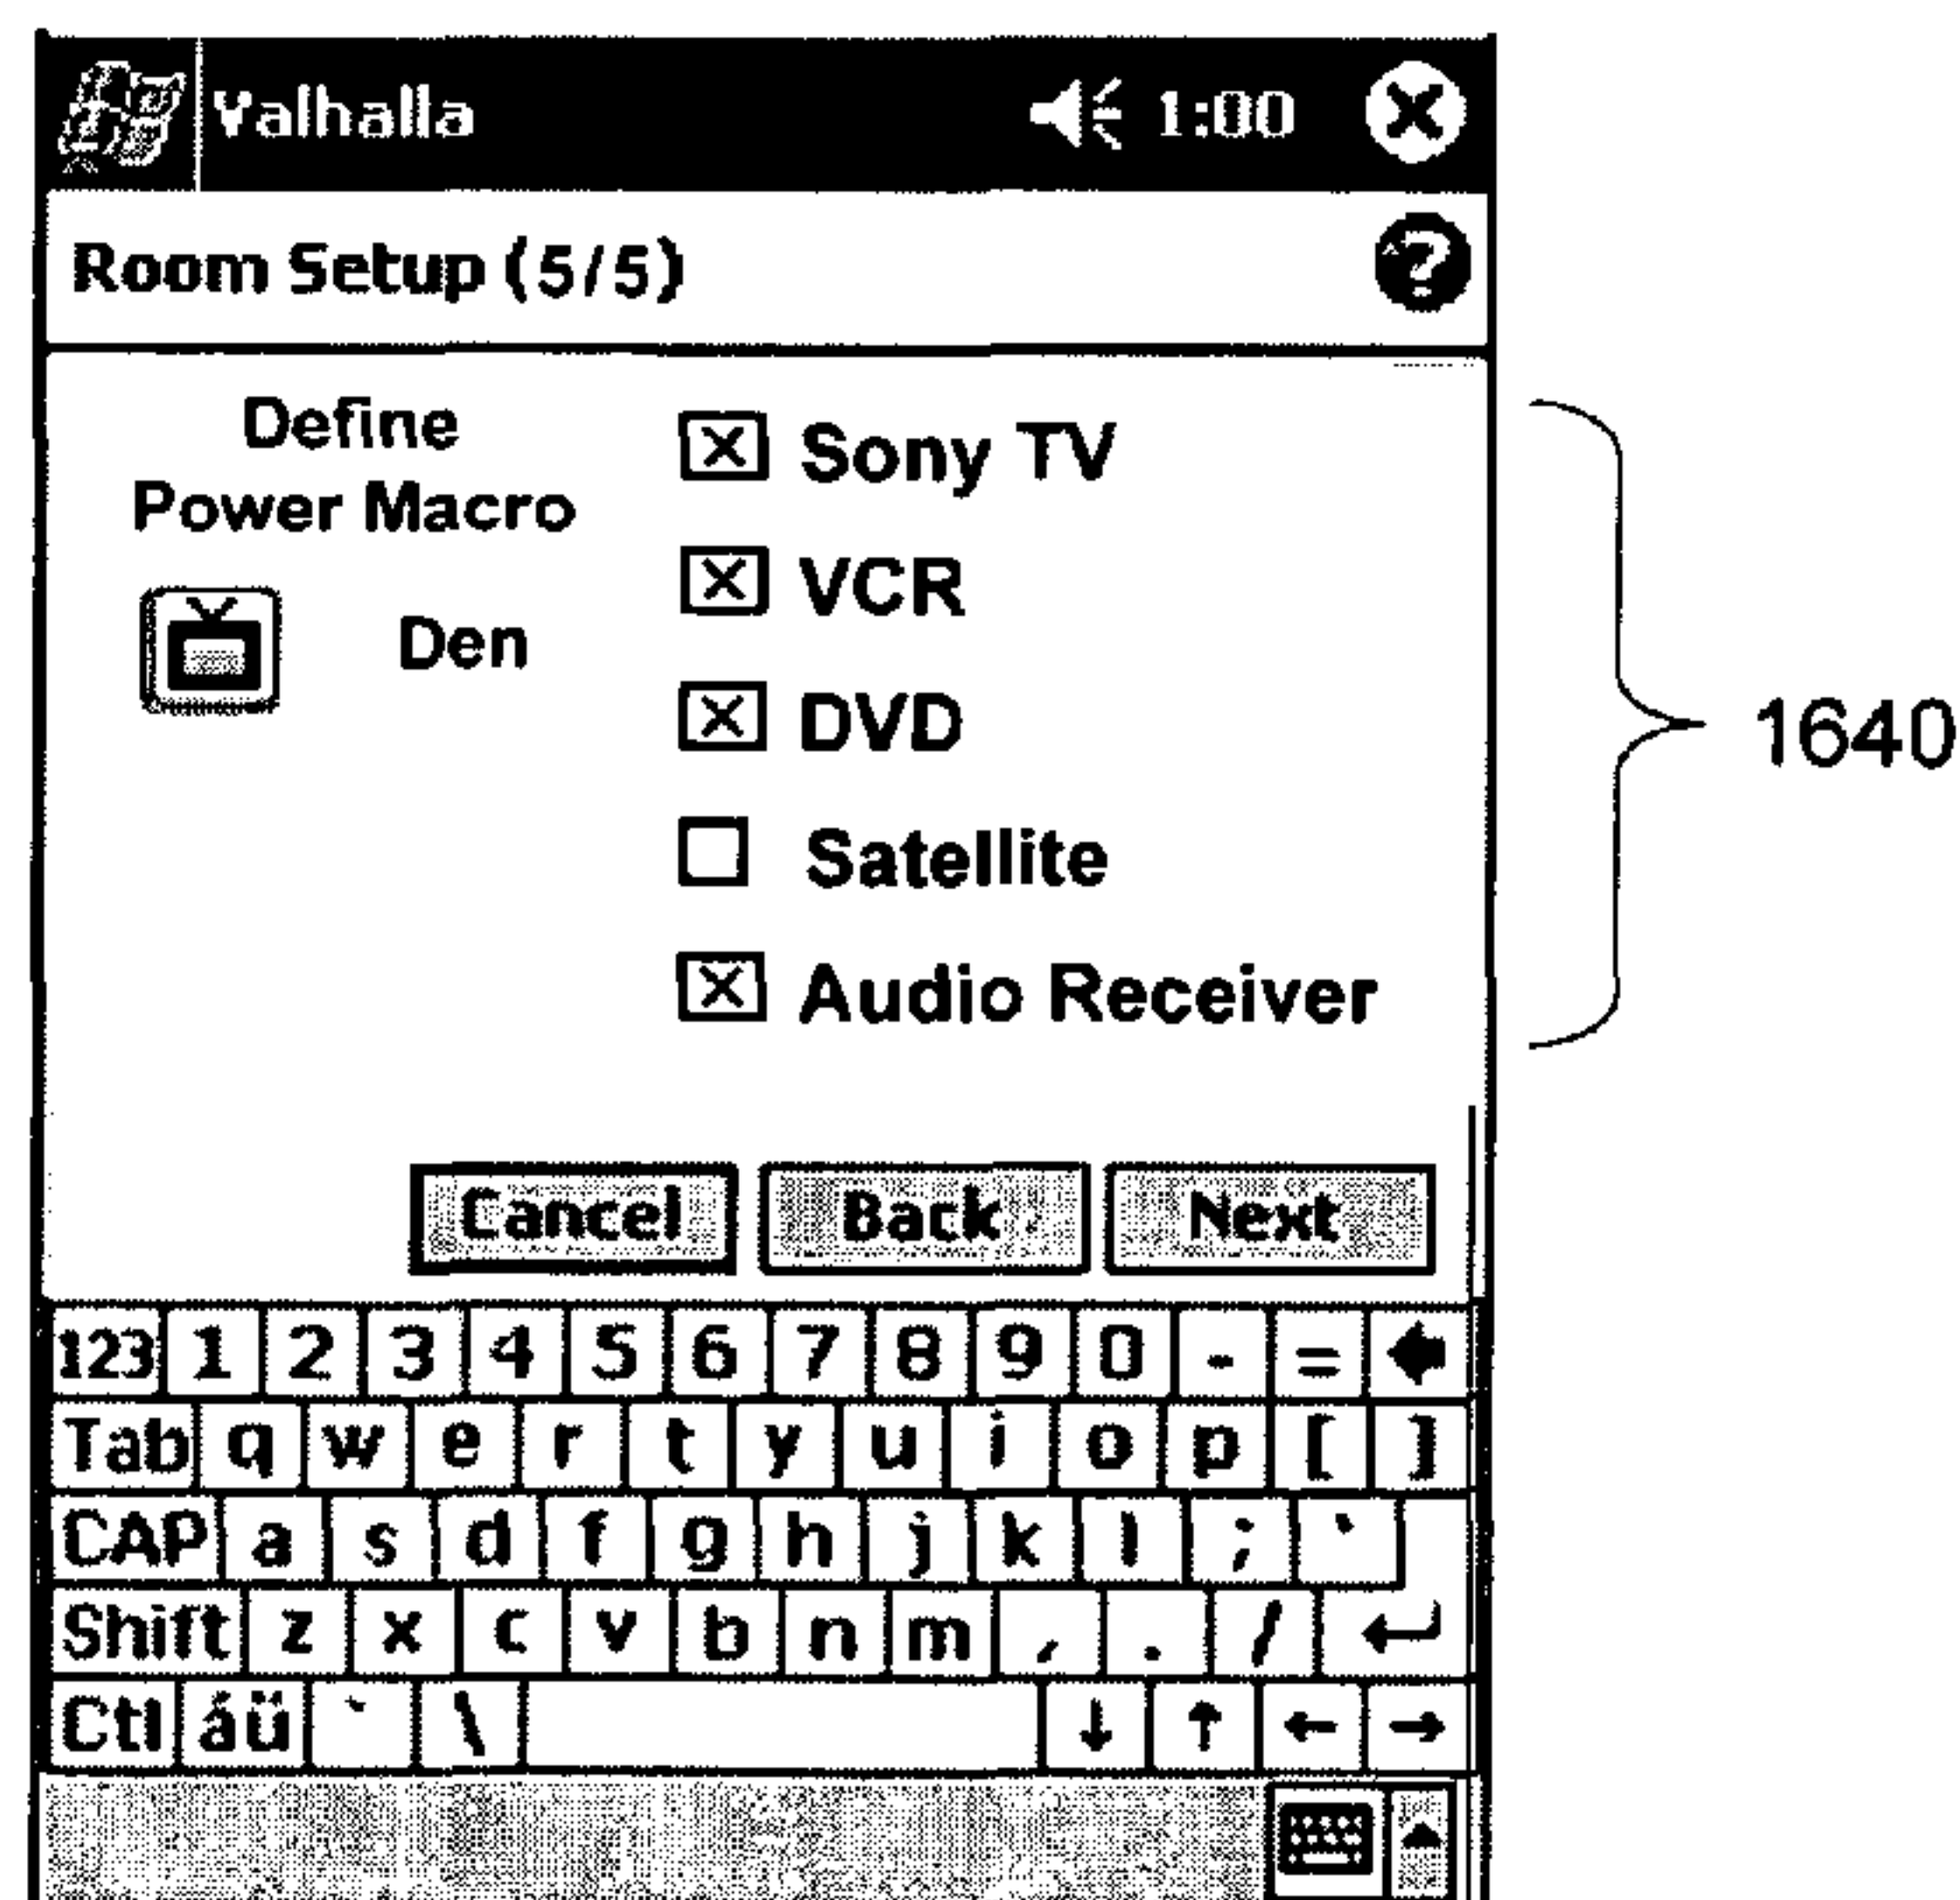 Valhalla 1:00
Room Setup (5/5) ?
Define
Power Macro
Den
Sony TV
VCR
DVD
Satellite
Audio Receiver
1640
Cancel Back Next
123 1 2 3 4 5 6 7 8 9 0 - =
Tab q w e r t y u i o p [ ]
CAP a s d f g h j k l ; '
Shift z x c v b n m , . /
Ctl áü ` \